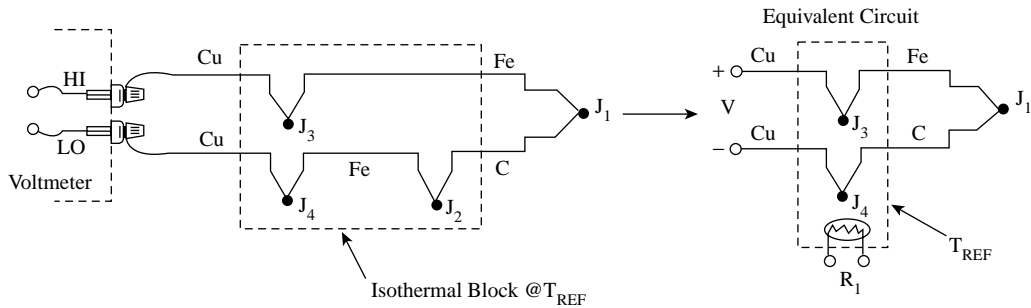 Equivalent Circuit
HI
Cu
Fe
J1
J3
Cu
LO
Voltmeter
J4
Fe
J2
C
Isothermal Block @TREF
Cu
Fe
+
V
J1
J3
Cu
C
−
J4
TREF
R1